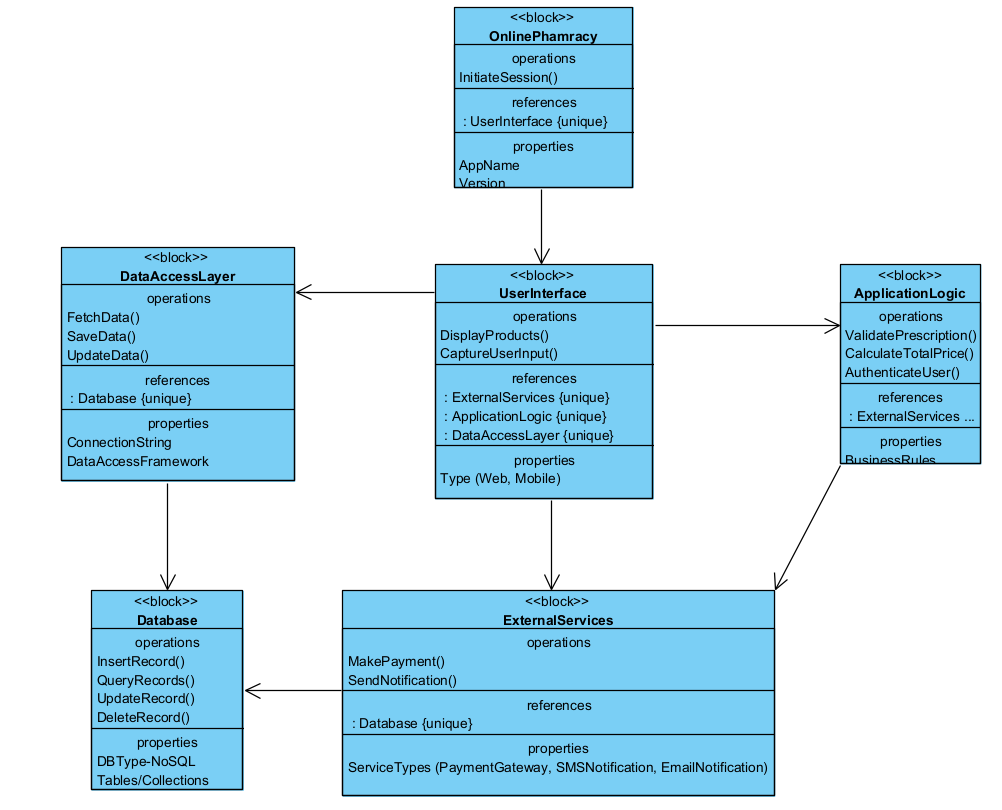 <<block>>
OnlinePhamracy
operations
InitiateSession()
references
: UserInterface {unique}
properties
AppName
Version
<<block>>
DataAccessLayer
operations
FetchData()
SaveData()
UpdateData()
references
: Database {unique}
properties
ConnectionString
DataAccessFramework
<<block>>
UserInterface
operations
DisplayProducts()
CaptureUserInput()
references
: ExternalServices {unique}
: ApplicationLogic {unique}
: DataAccessLayer {unique}
properties
Type (Web, Mobile)
<<block>>
ApplicationLogic
operations
ValidatePrescription()
CalculateTotalPrice()
AuthenticateUser()
references
: ExternalServices ...
properties
BusinessRules
<<block>>
Database
operations
InsertRecord()
QueryRecords()
UpdateRecord()
DeleteRecord()
properties
DBType-NoSQL
Tables/Collections
<<block>>
ExternalServices
operations
MakePayment()
SendNotification()
references
: Database {unique}
properties
ServiceTypes (PaymentGateway, SMSNotification, EmailNotification)